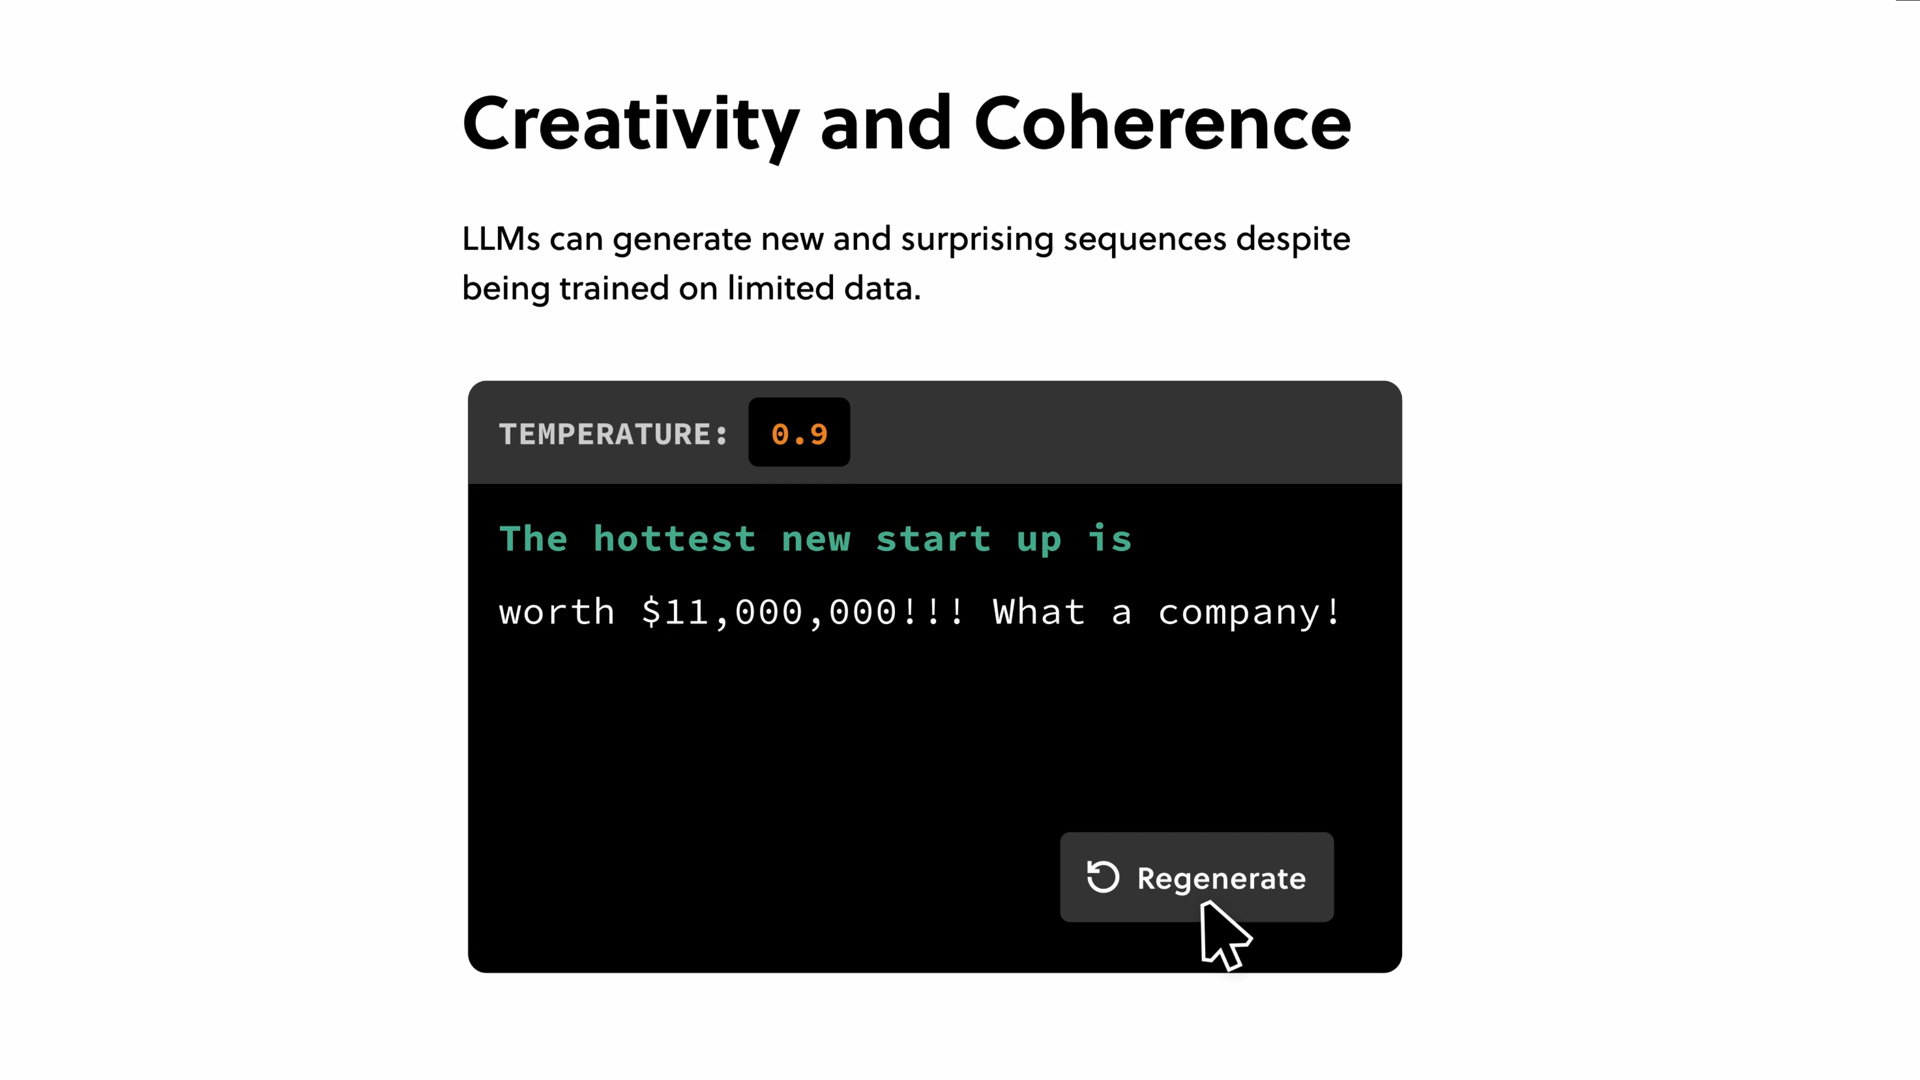 Creativity and Coherence
LLMs can generate new and surprising sequences despite
being trained on limited data.
TEMPERATURE: 0.9
The hottest new start up is
worth $11,000,000!!! What a company!
Regenerate